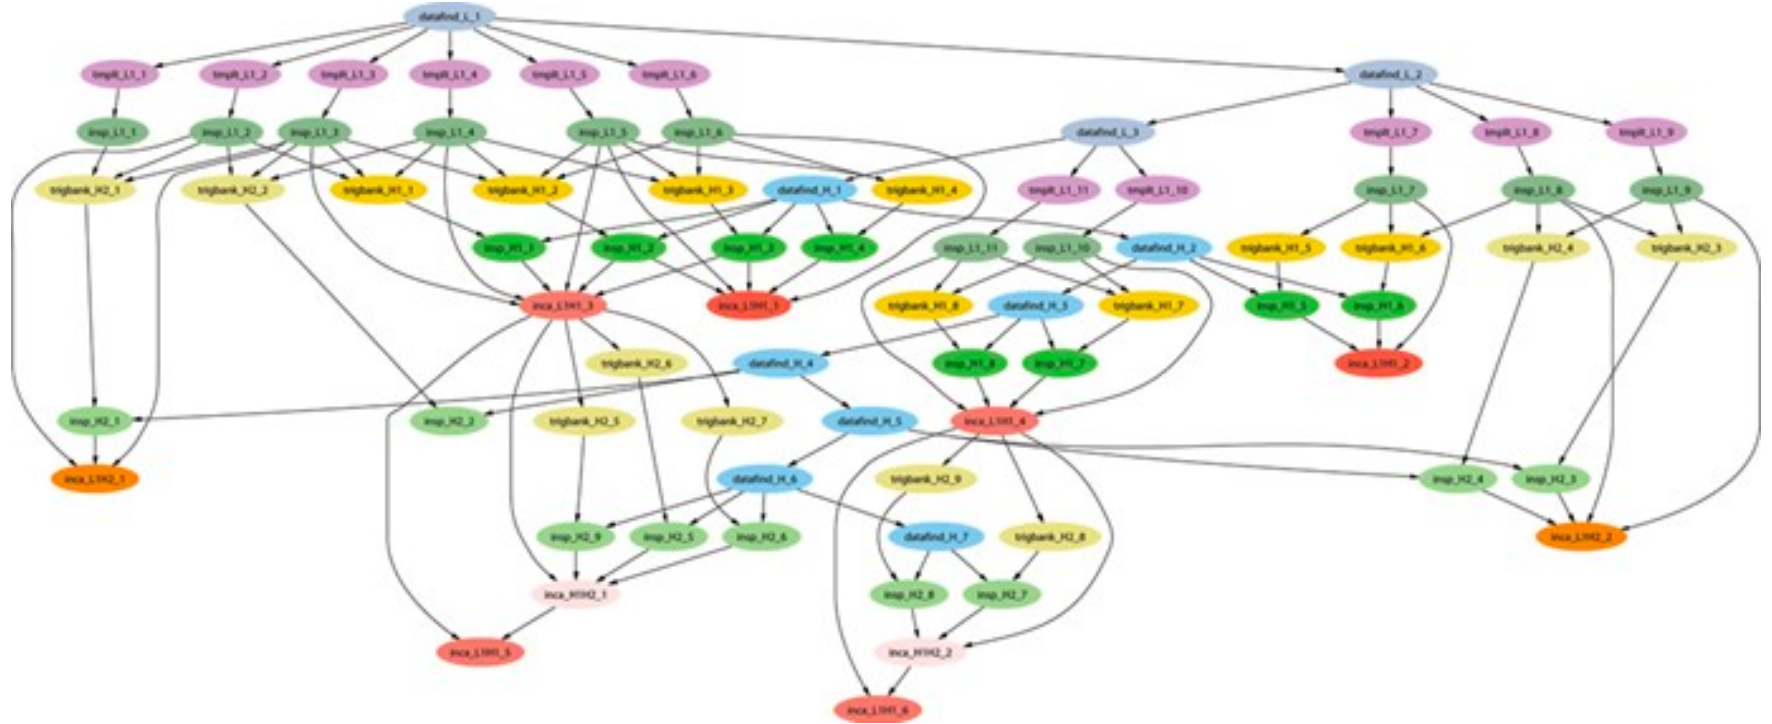 datafind_L_1
tmplt_L1_1 tmplt_L1_2 tmplt_L1_3 tmplt_L1_4 tmplt_L1_5 tmplt_L1_6 datafind_L_2
insp_L1_1 insp_L1_2 insp_L1_3 insp_L1_4 insp_L1_5 insp_L1_6 datafind_L_3 tmplt_L1_7 tmplt_L1_8 tmplt_L1_9
trigbank_H2_1 trigbank_H2_2 trigbank_H1_1 trigbank_H1_2 trigbank_H1_3 datafind_H_1 trigbank_H1_4 tmplt_L1_11 tmplt_L1_10 insp_L1_7 insp_L1_8 insp_L1_9
insp_H1_1 insp_H1_2 insp_H1_3 insp_H1_4 insp_L1_11 insp_L1_10 datafind_H_2 trigbank_H1_5 trigbank_H1_6 trigbank_H2_4 trigbank_H2_3
inca_L1H1_3 inca_L1H1_1 trigbank_H1_8 datafind_H_3 trigbank_H1_7 insp_H1_5 insp_H1_6
trigbank_H2_6 datafind_H_4 insp_H1_8 insp_H1_7 inca_L1H1_2
insp_H2_1 insp_H2_2 trigbank_H2_5 trigbank_H2_7 datafind_H_5 inca_L1H1_4
inca_L1H2_1 datafind_H_6 trigbank_H2_9 insp_H2_4 insp_H2_3
insp_H2_9 insp_H2_5 insp_H2_6 datafind_H_7 trigbank_H2_8 inca_L1H2_2
inca_H1H2_1 insp_H2_8 insp_H2_7
inca_L1H1_5 inca_H1H2_2
inca_L1H1_6